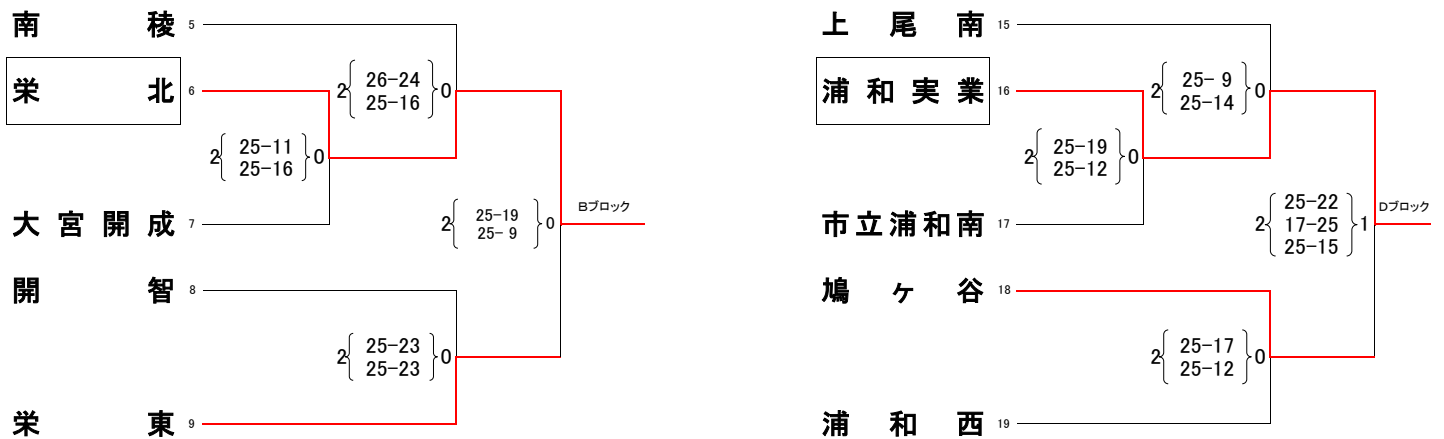 南稜 5
2 26-24 0
25-16
栄北 6
2 25-11 0
25-16
大宮開成 7
2 25-19 0
25- 9
Bブロック
開智 8
2 25-23 0
25-23
栄東 9
上尾南 15
2 25- 9 0
25-14
浦和実業 16
2 25-19 0
25-12
市立浦和南 17
25-22
2 17-25 1
25-15
Dブロック
鳩ヶ谷 18
2 25-17 0
25-12
浦和西 19